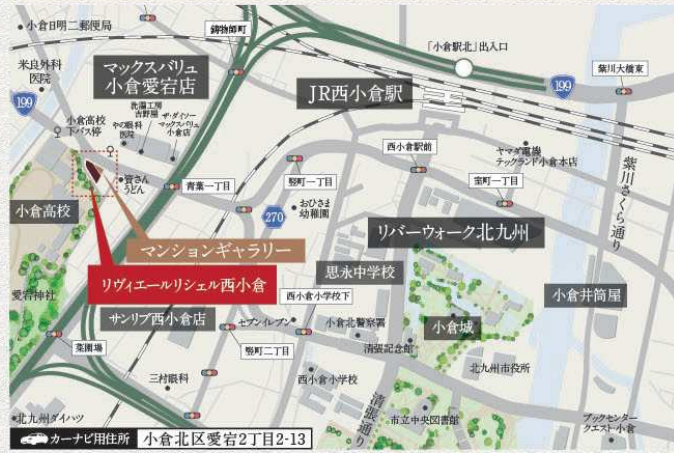 小倉日明二郵便局
鋳物師町
「小倉駅北」出入口
紫川大橋東
米良外科
医院
マックスバリュ
小倉愛宕店
199
JR西小倉駅
199
洗濯工房
吉野屋
ザ・ダイソー
マックスバリュ
小倉店
やの眼科
医院
小倉高校
下バス停
西小倉駅前
ヤマダ電機
テックランド小倉本店
紫川さくら通り
皆さん
うどん
青葉一丁目
竪町一丁目
室町一丁目
おひさま
幼稚園
270
小倉高校
マンションギャラリー
リバーウォーク北九州
リヴィエールリシェル西小倉
思永中学校
小倉井筒屋
愛宕神社
サンリブ西小倉店
西小倉小学校下
セブンイレブン
小倉北警察署
小倉城
菜園場
竪町二丁目
清張記念館
三村眼科
西小倉小学校
北九州市役所
清張通り
北九州ダイハツ
市立中央図書館
ブックセンター
クエスト小倉
カーナビ用住所 小倉北区愛宕2丁目2-13